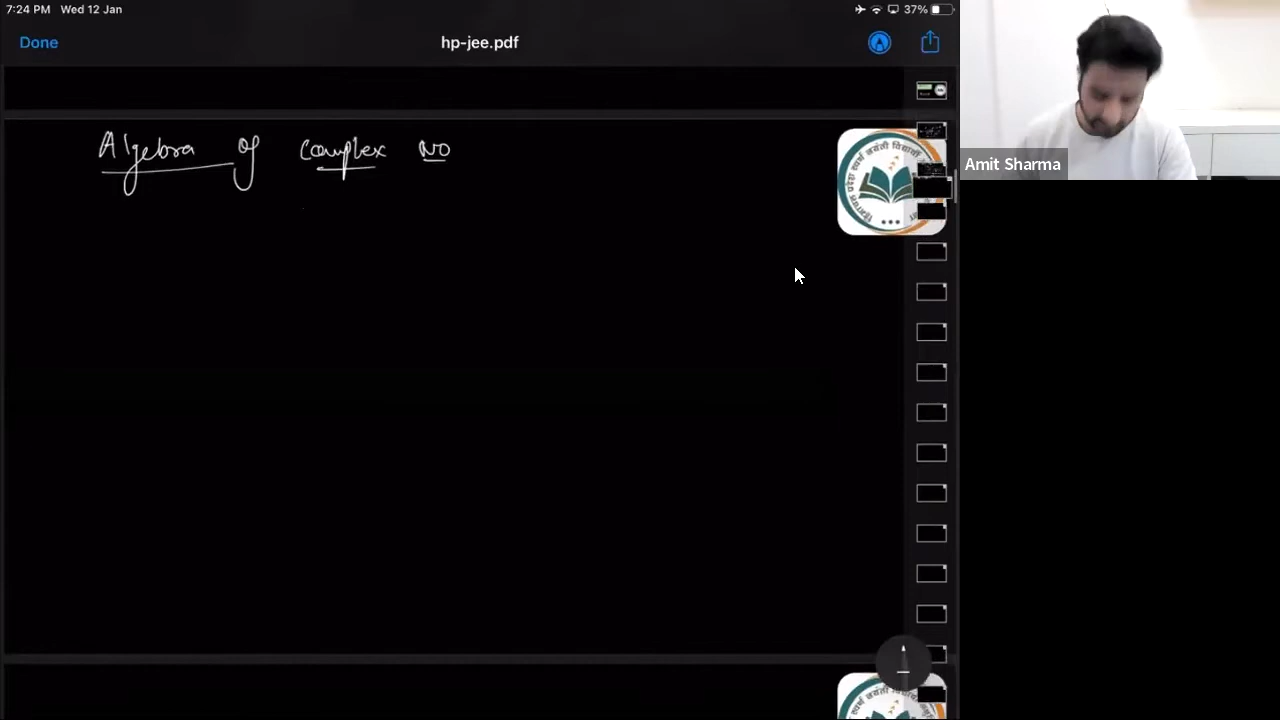 7:24 PM Wed 12 Jan
37%
Done
hp-jee.pdf
Algebra of Complex NO
Amit Sharma